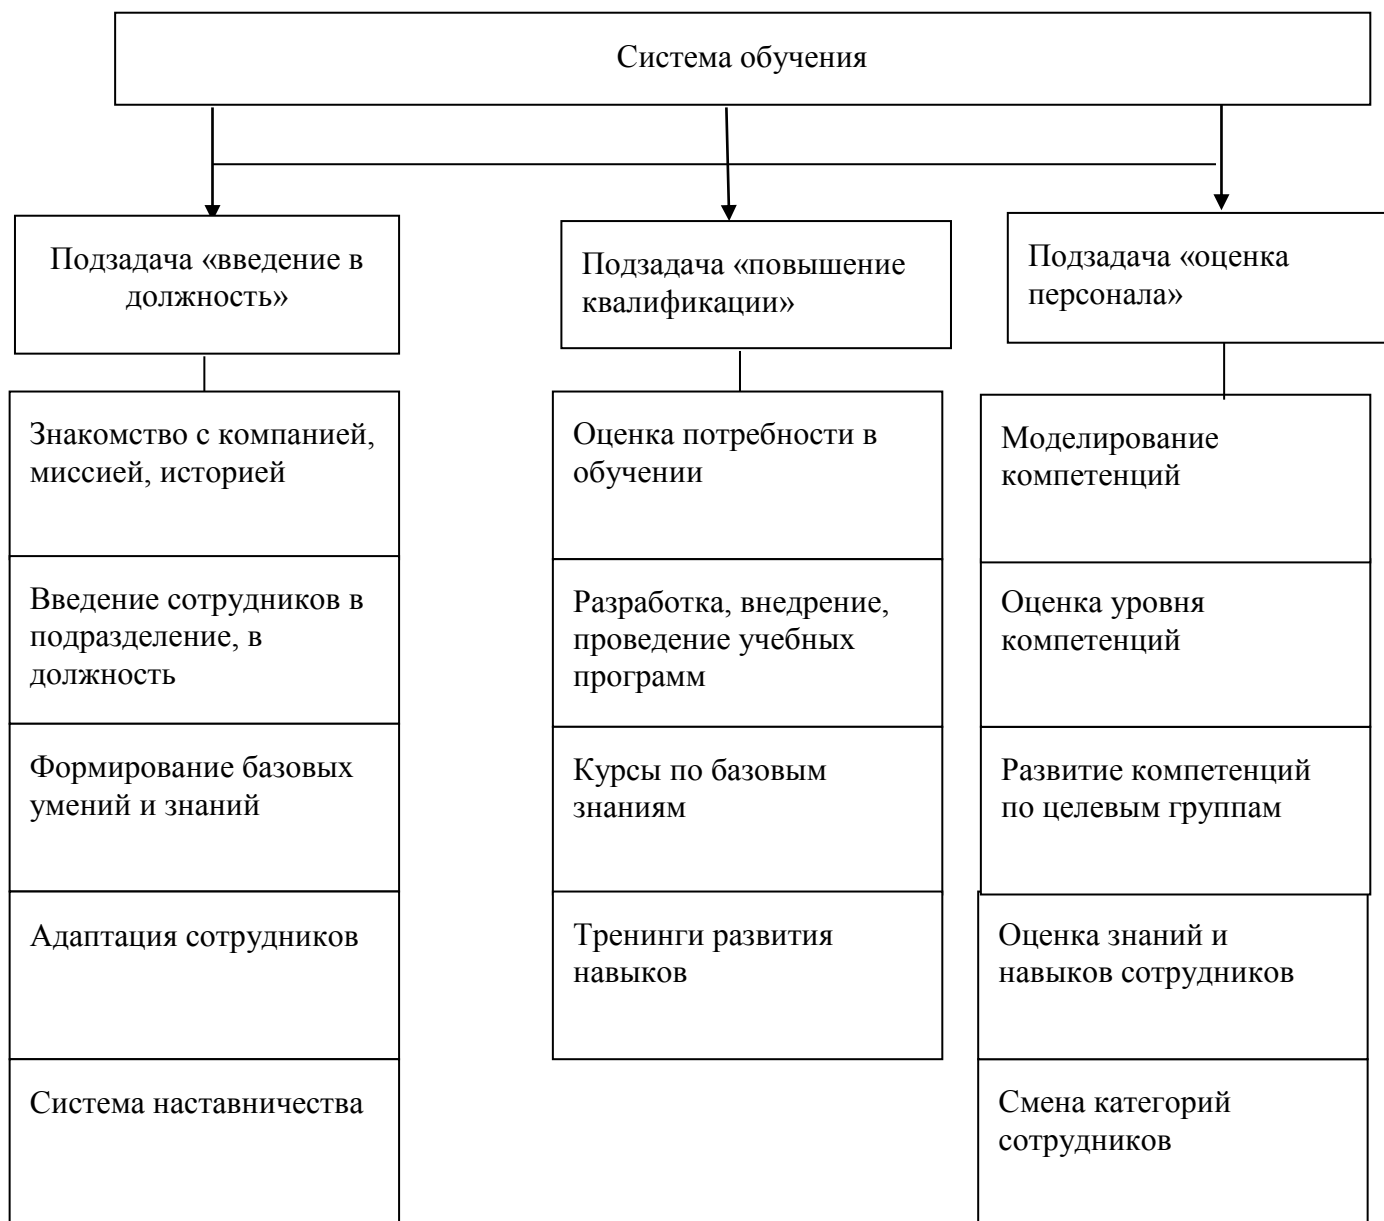 Система обучения
Подзадача «введение в
должность»
Подзадача «повышение
квалификации»
Подзадача «оценка
персонала»
Знакомство с компанией,
миссией, историей
Введение сотрудников в
подразделение, в
должность
Формирование базовых
умений и знаний
Адаптация сотрудников
Система наставничества
Оценка потребности в
обучении
Разработка, внедрение,
проведение учебных
программ
Курсы по базовым
знаниям
Тренинги развития
навыков
Моделирование
компетенций
Оценка уровня
компетенций
Развитие компетенций
по целевым группам
Оценка знаний и
навыков сотрудников
Смена категорий
сотрудников